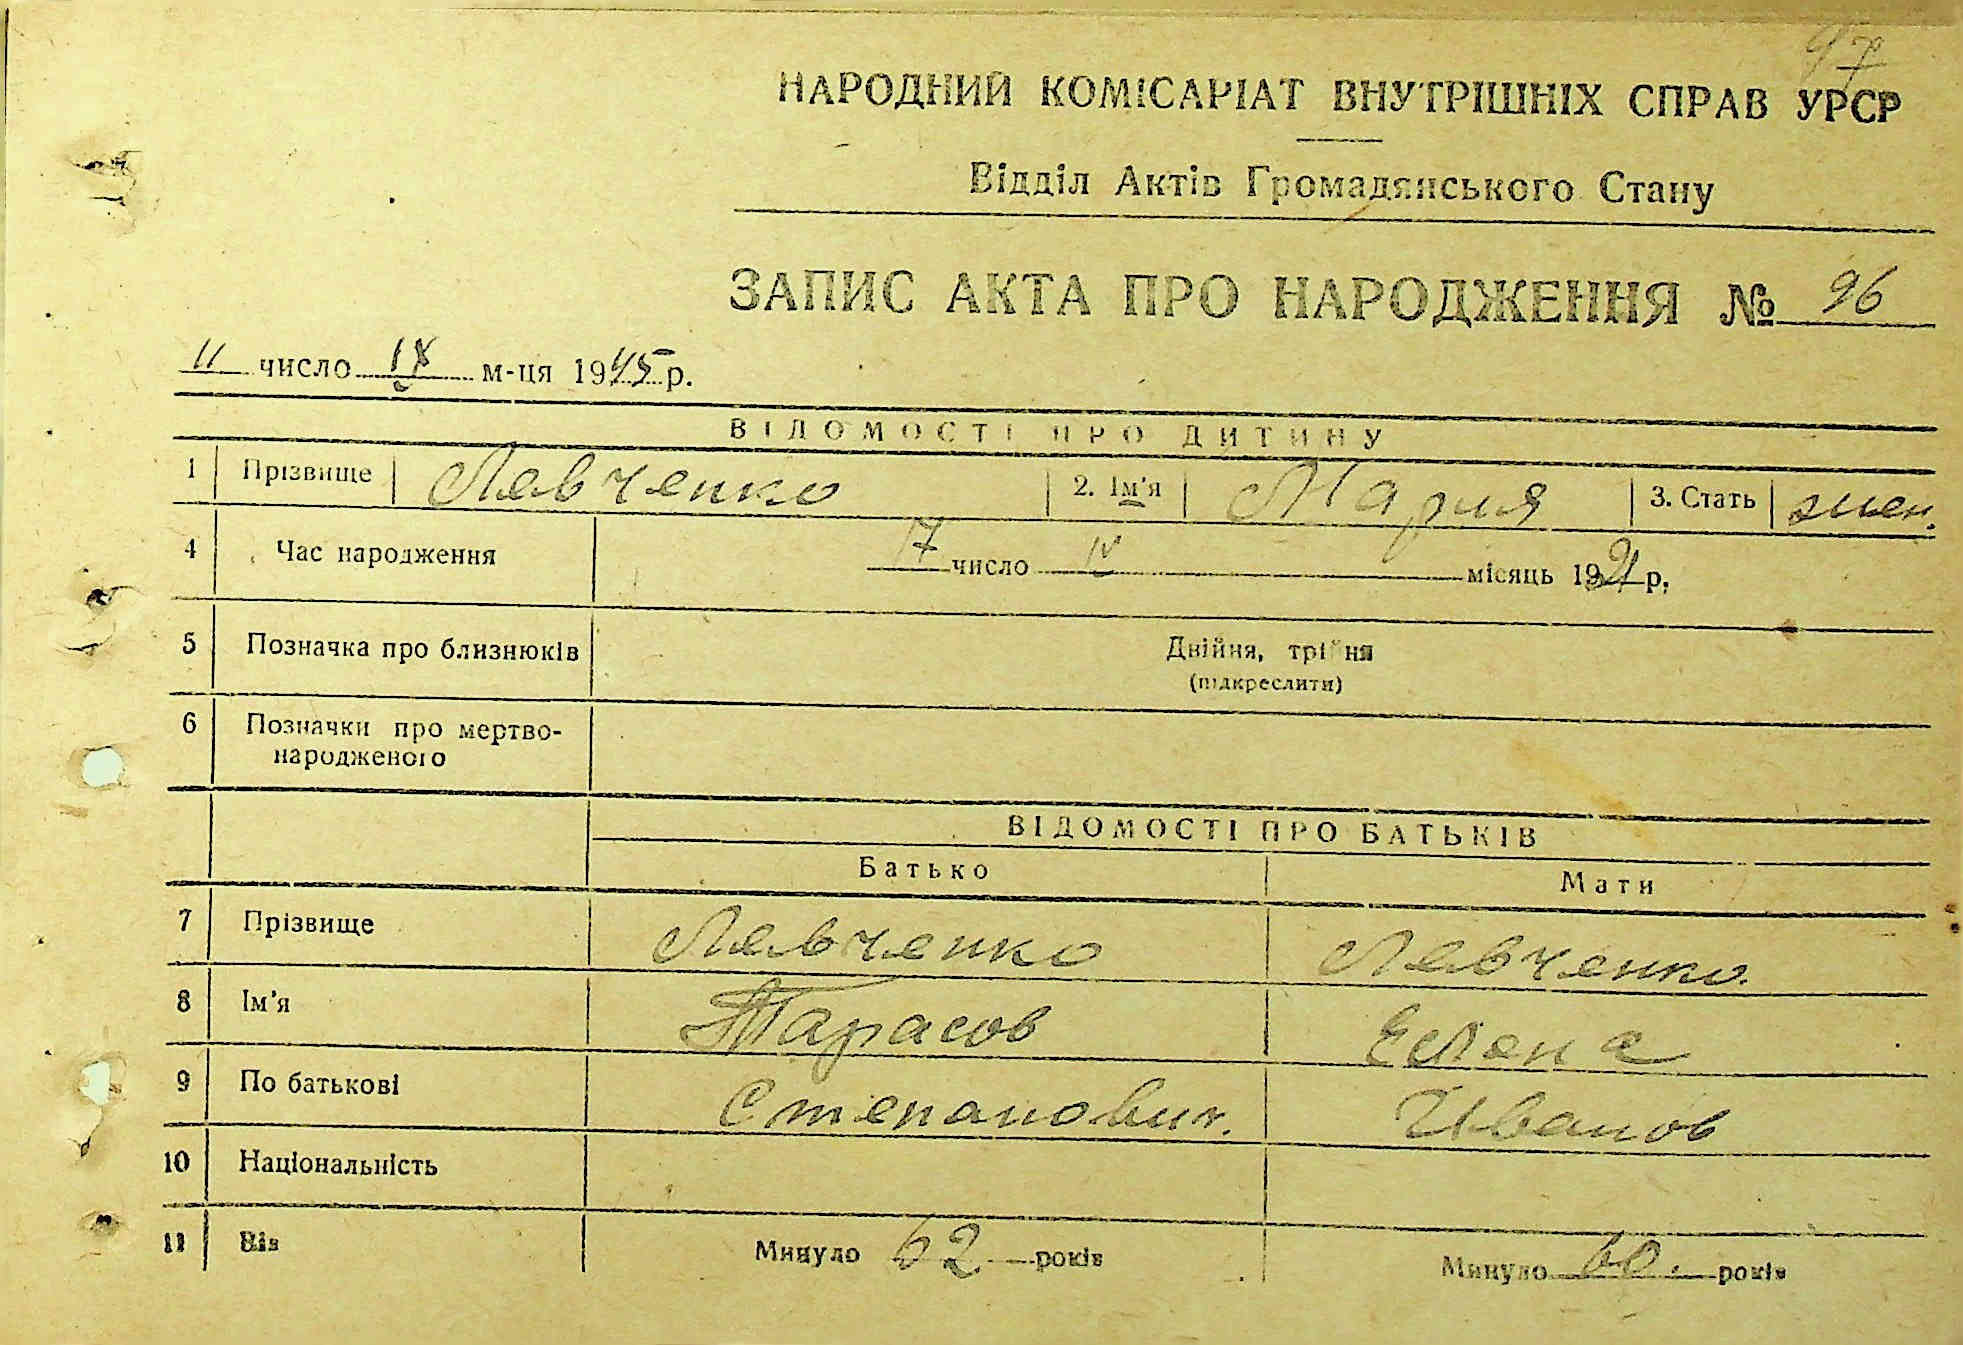 97
НАРОДНИЙ КОМІСАРІАТ ВНУТРІШНІХ СПРАВ УРСР
Відділ Актів Громадянського Стану
ЗАПИС АКТА ПРО НАРОДЖЕННЯ № 96
11 число IX м-ця 1945 р.
ВІДОМОСТІ ПРО ДИТИНУ
1 Прізвище Левченко 2. Ім'я Мария 3. Стать жен.
4 Час народження 17 число IV місяць 1921 р.
5 Позначка про близнюків Двійня, трійня
(підкреслити)
6 Позначки про мертво-
народженого
ВІДОМОСТІ ПРО БАТЬКІВ
Батько Мати
7 Прізвище Левченко Левченко.
8 Ім'я Тарасов Елена
9 По батькові Степанович. Иванов
10 Національність
11 Вік Минуло 62 років Минуло 60. років